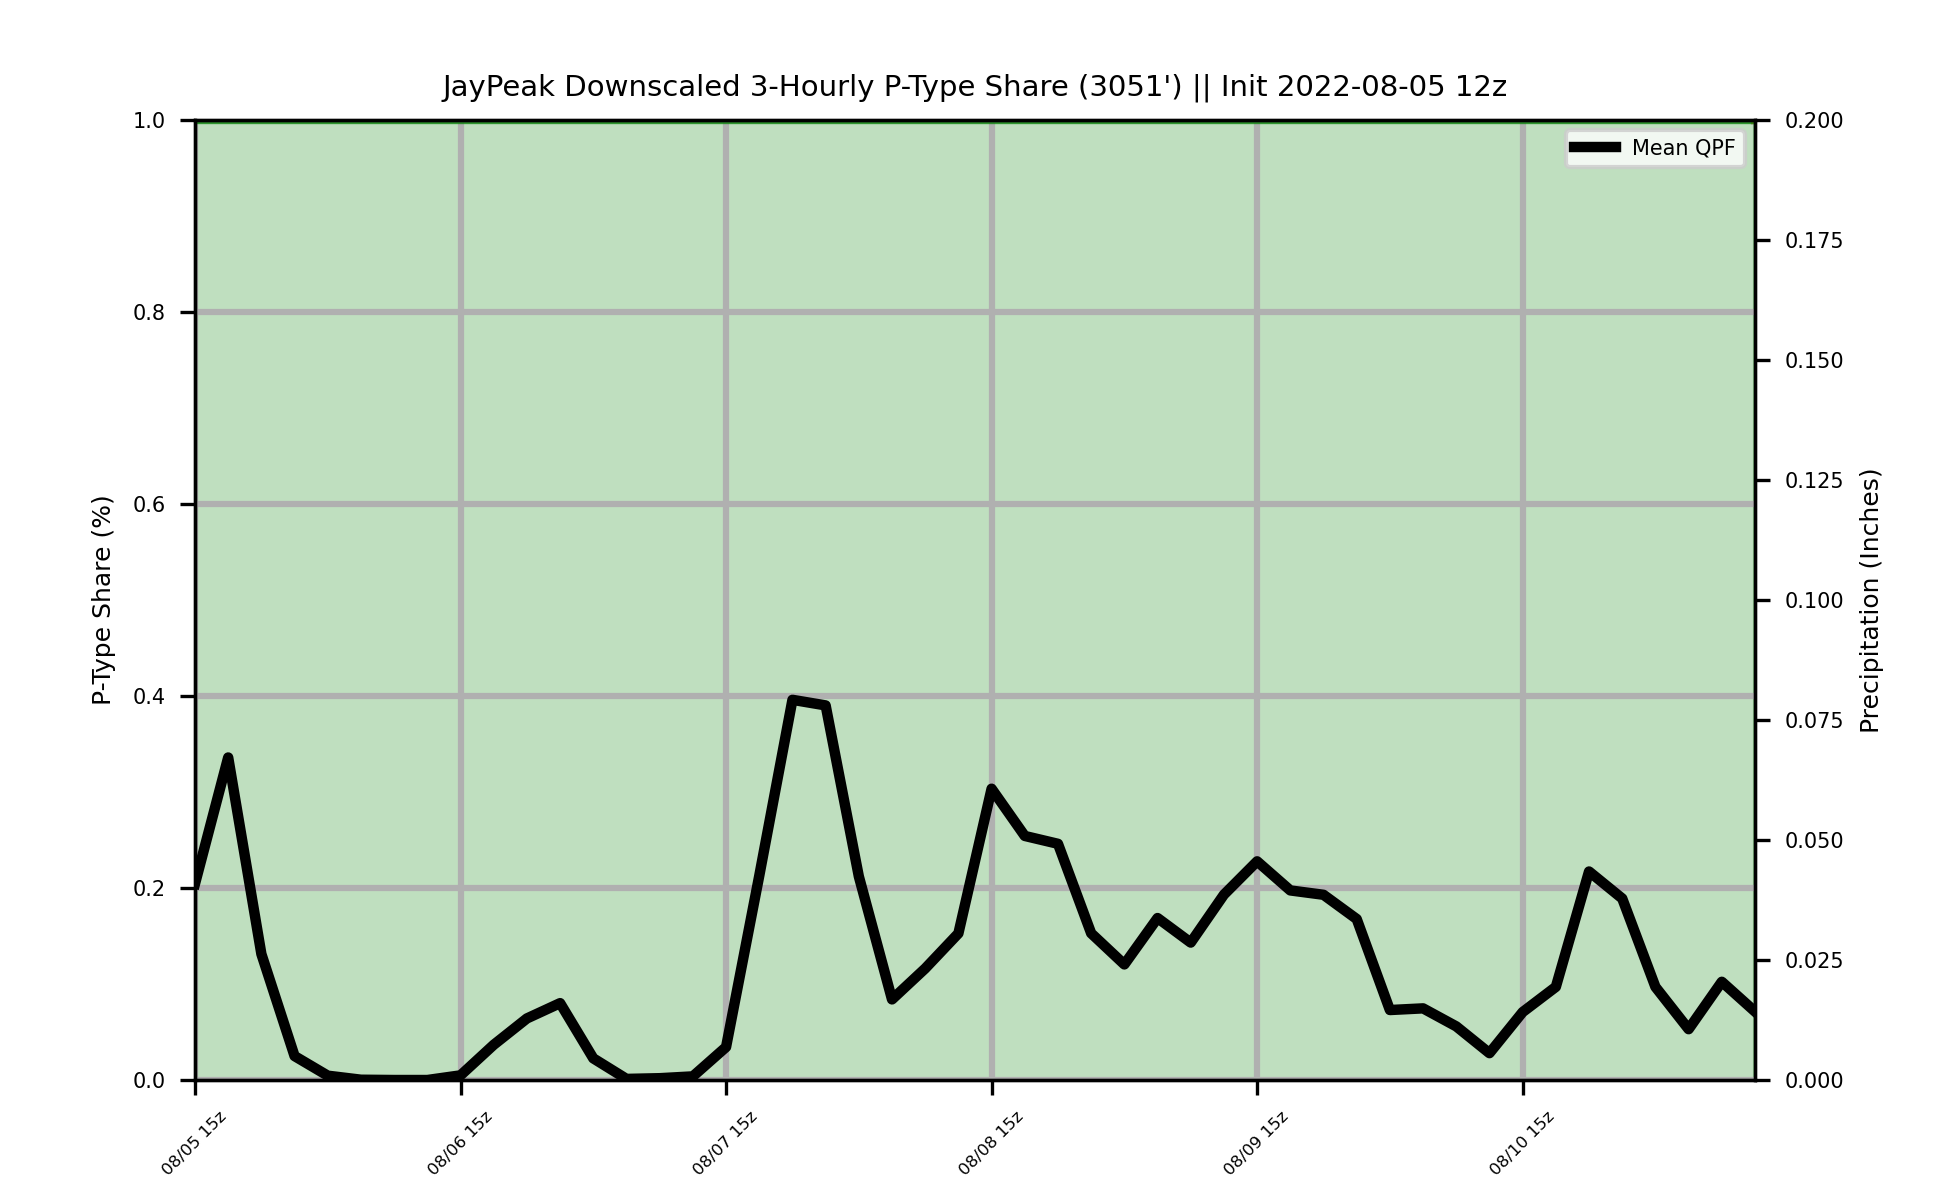 JayPeak Downscaled 3-Hourly P-Type Share (3051') || Init 2022-08-05 12z
Mean QPF
P-Type Share (%)
1.0
0.8
0.6
0.4
0.2
0.0
0.200
0.175
0.150
0.125
0.100
0.075
0.050
0.025
0.000
Precipitation (Inches)
08/05 15z
08/06 15z
08/07 15z
08/08 15z
08/09 15z
08/10 15z